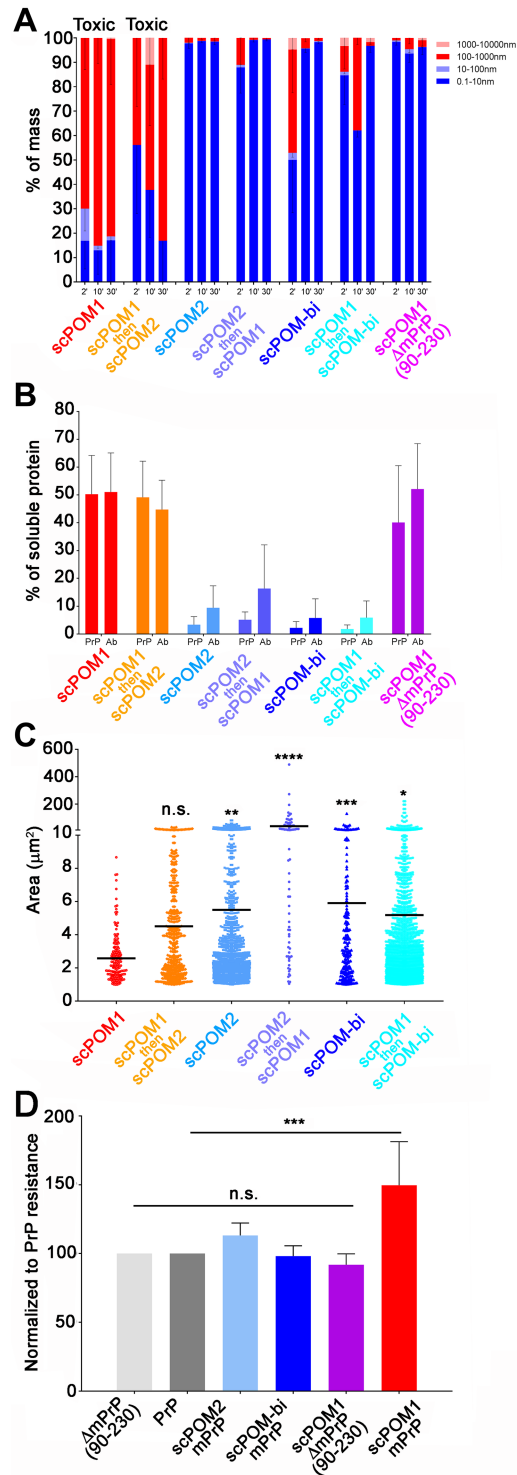 A
Toxic Toxic
1000-10000nm
100-1000nm
10-100nm
0.1-10nm
% of mass
100
90
80
70
60
50
40
30
20
10
0
2' 10' 30' 2' 10' 30' 2' 10' 30' 2' 10' 30' 2' 10' 30' 2' 10' 30' 2' 10' 30'
scPOM1
scPOM1
then
scPOM2
scPOM2
scPOM2
then
scPOM1
scPOM-bi
scPOM1
then
scPOM-bi
scPOM1
ΔmPrP
(90-230)
B
% of soluble protein
80
70
60
50
40
30
20
10
0
PrP Ab PrP Ab PrP Ab PrP Ab PrP Ab PrP Ab PrP Ab
scPOM1
scPOM1
then
scPOM2
scPOM2
scPOM2
then
scPOM1
scPOM-bi
scPOM1
then
scPOM-bi
scPOM1
ΔmPrP
(90-230)
C
Area (μm²)
600
400
200
10
8
6
4
2
0
n.s.
**
****
***
*
scPOM1
scPOM1
then
scPOM2
scPOM2
scPOM2
then
scPOM1
scPOM-bi
scPOM1
then
scPOM-bi
D
Normalized to PrP resistance
200
150
100
50
0
***
n.s.
ΔmPrP
(90-230)
PrP
scPOM2
mPrP
scPOM-bi
mPrP
scPOM1
ΔmPrP
(90-230)
scPOM1
mPrP